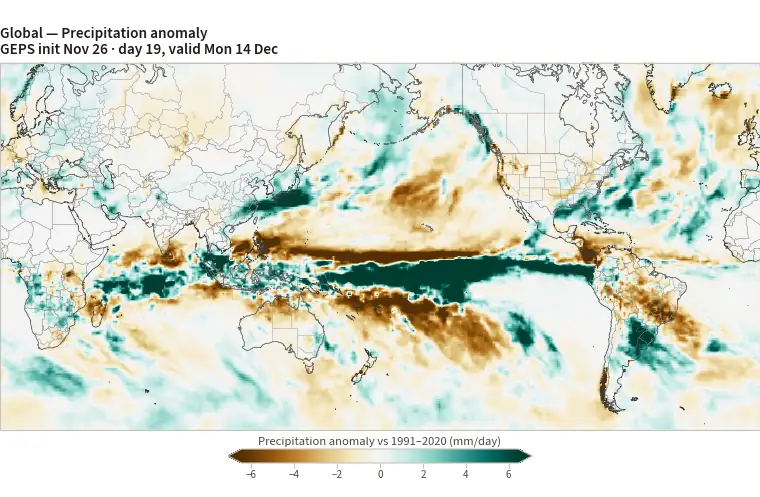 Global — Precipitation anomaly
GEPS init Nov 26 · day 19, valid Mon 14 Dec
Precipitation anomaly vs 1991–2020 (mm/day)
−6 −4 −2 0 2 4 6